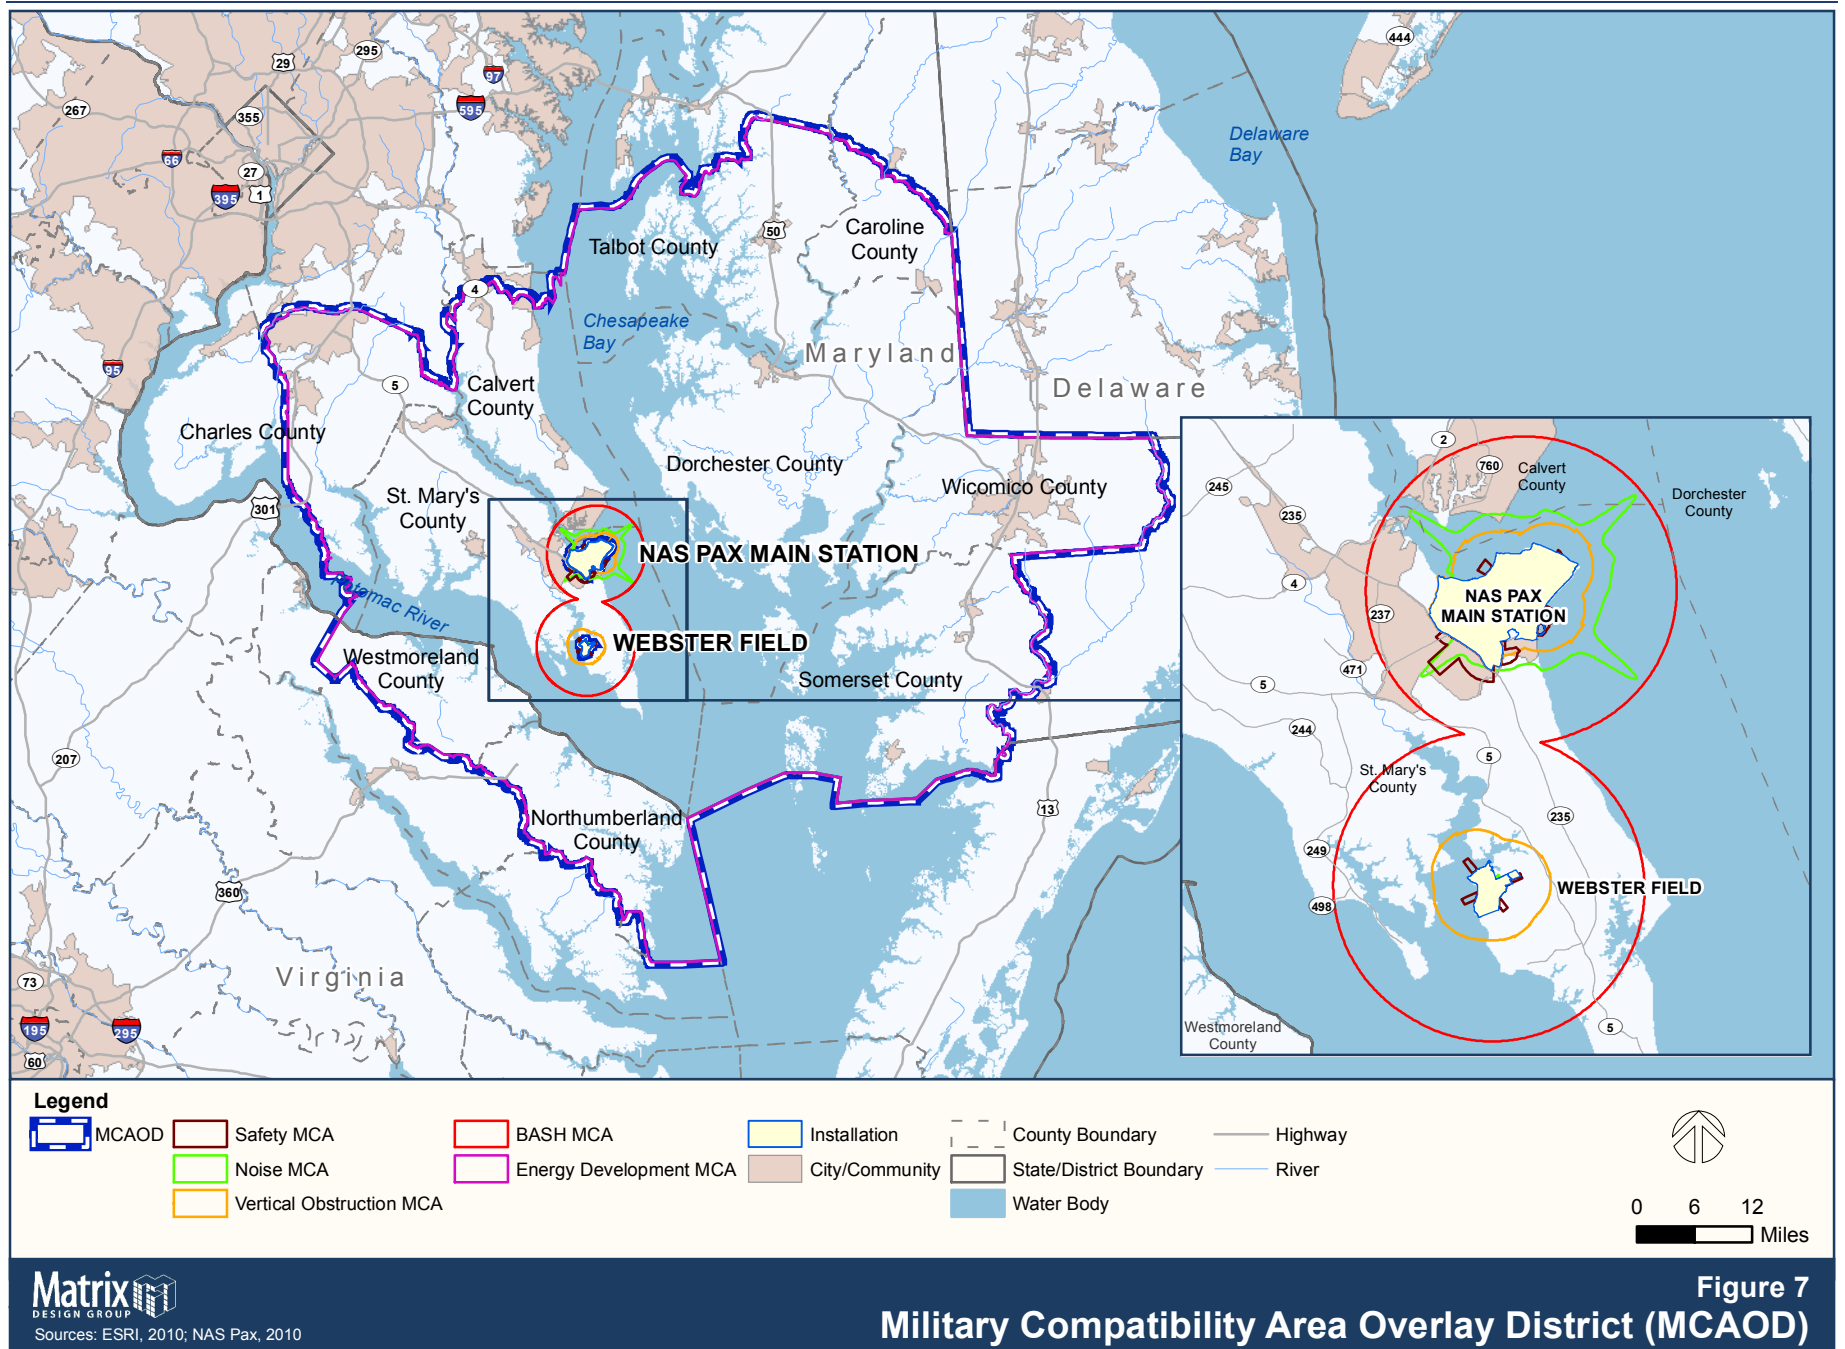 444
295
29
97
595
267
355
66
27
395
1
Delaware
Bay
Caroline
County
50
Talbot County
4
Chesapeake
Bay
Maryland
Delaware
95
5
Calvert
County
Charles County
Dorchester County
Wicomico County
St. Mary's
County
301
NAS PAX MAIN STATION
Potomac River
WEBSTER FIELD
Westmoreland
County
Somerset County
207
13
Northumberland
County
360
Virginia
73
195
295
60
2
760
Calvert
County
245
Dorchester
County
235
4
NAS PAX
MAIN STATION
237
471
5
244
5
St. Mary's
County
235
249
WEBSTER FIELD
498
Westmoreland
County
5
Legend
MCAOD
Safety MCA
Noise MCA
Vertical Obstruction MCA
BASH MCA
Energy Development MCA
Installation
City/Community
County Boundary
State/District Boundary
Water Body
Highway
River
0 6 12
Miles
Matrix
DESIGN GROUP
Sources: ESRI, 2010; NAS Pax, 2010
Figure 7
Military Compatibility Area Overlay District (MCAOD)